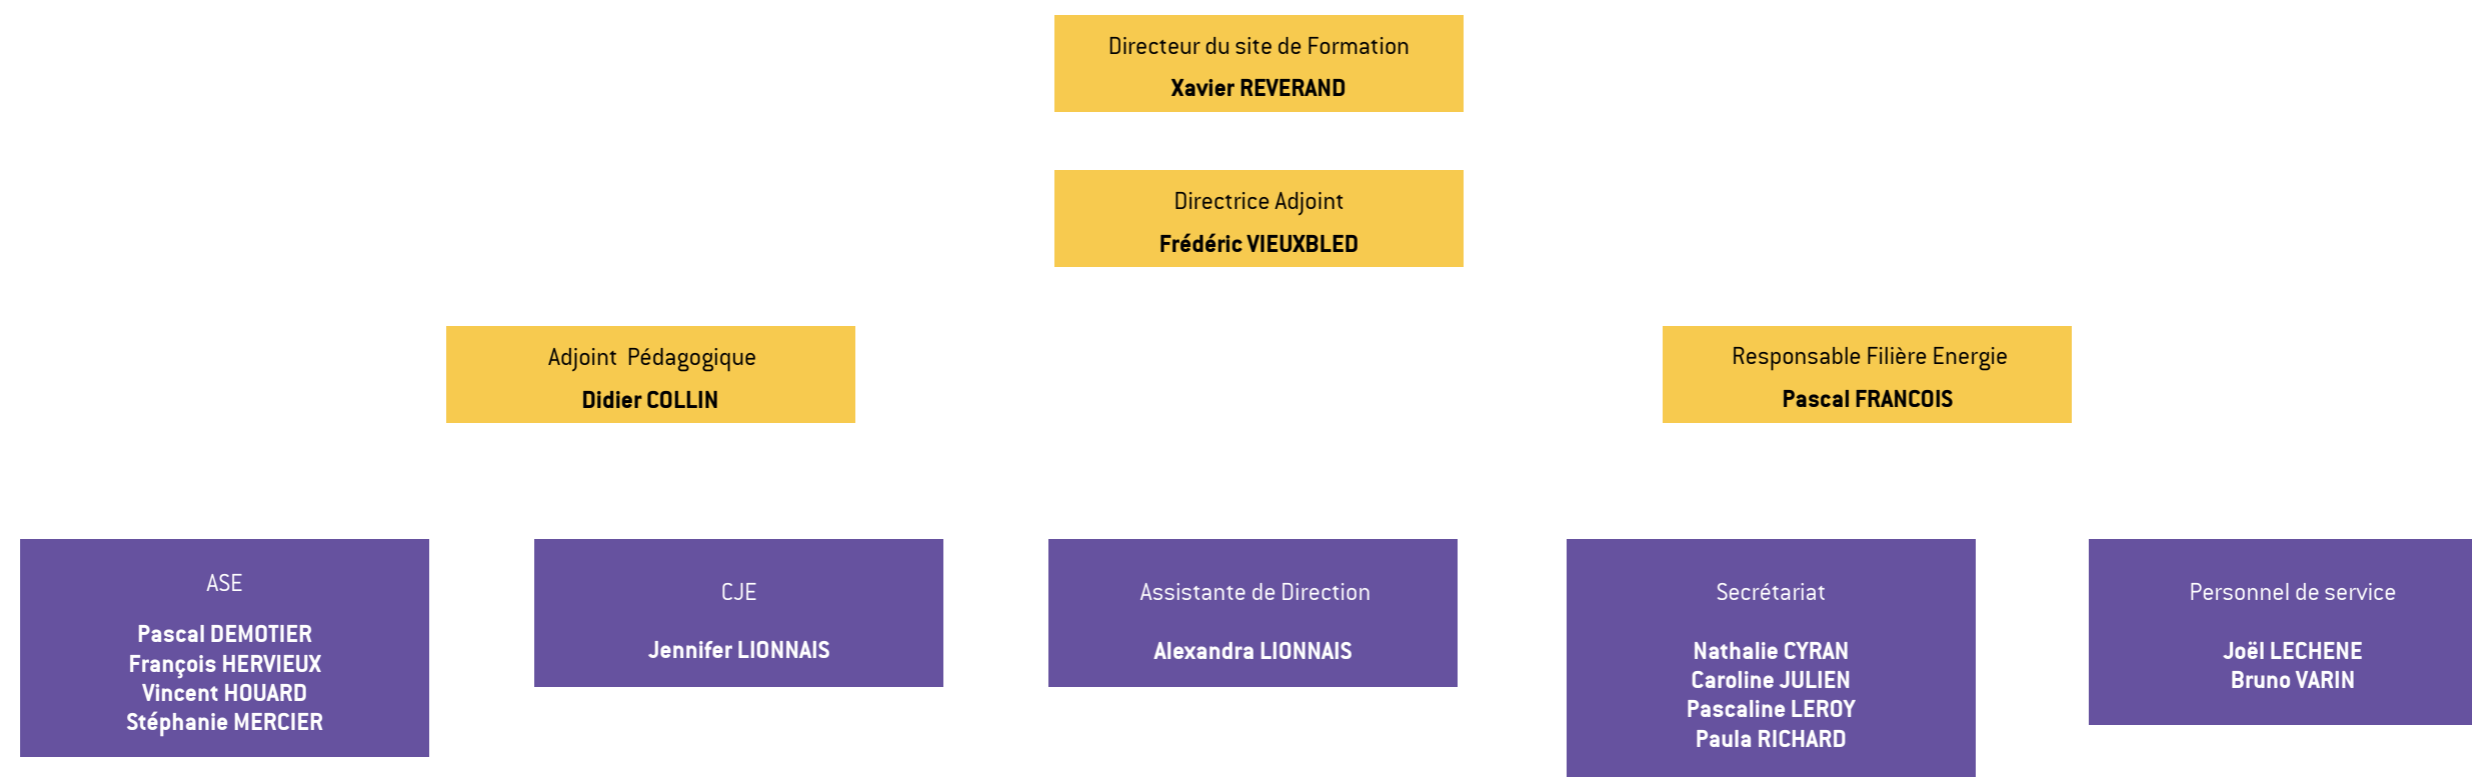 Directeur du site de Formation
Xavier REVERAND
Directrice Adjoint
Frédéric VIEUXBLED
Adjoint Pédagogique
Didier COLLIN
Responsable Filière Energie
Pascal FRANCOIS
ASE
Pascal DEMOTIER
François HERVIEUX
Vincent HOUARD
Stéphanie MERCIER
CJE
Jennifer LIONNAIS
Assistante de Direction
Alexandra LIONNAIS
Secrétariat
Nathalie CYRAN
Caroline JULIEN
Pascaline LEROY
Paula RICHARD
Personnel de service
Joël LECHENE
Bruno VARIN